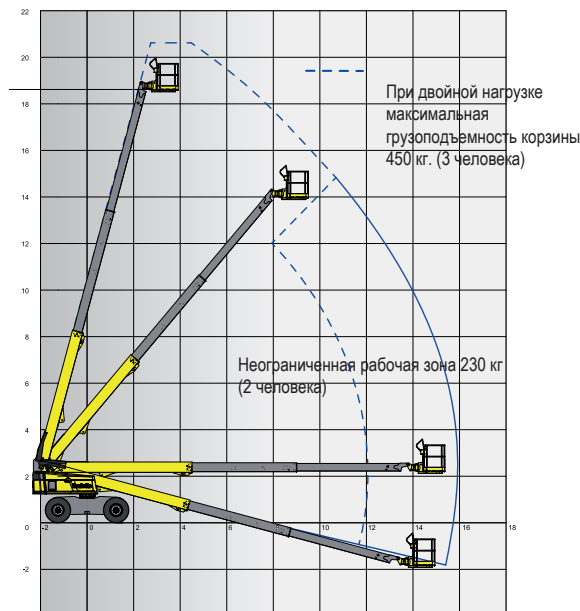 22
20
18
16
14
12
10
8
6
4
2
0
-2
-2 0 2 4 6 8 10 12 14 16 18
При двойной нагрузке
максимальная
грузоподъемность корзины
450 кг. (3 человека)
Неограниченная рабочая зона 230 кг
(2 человека)